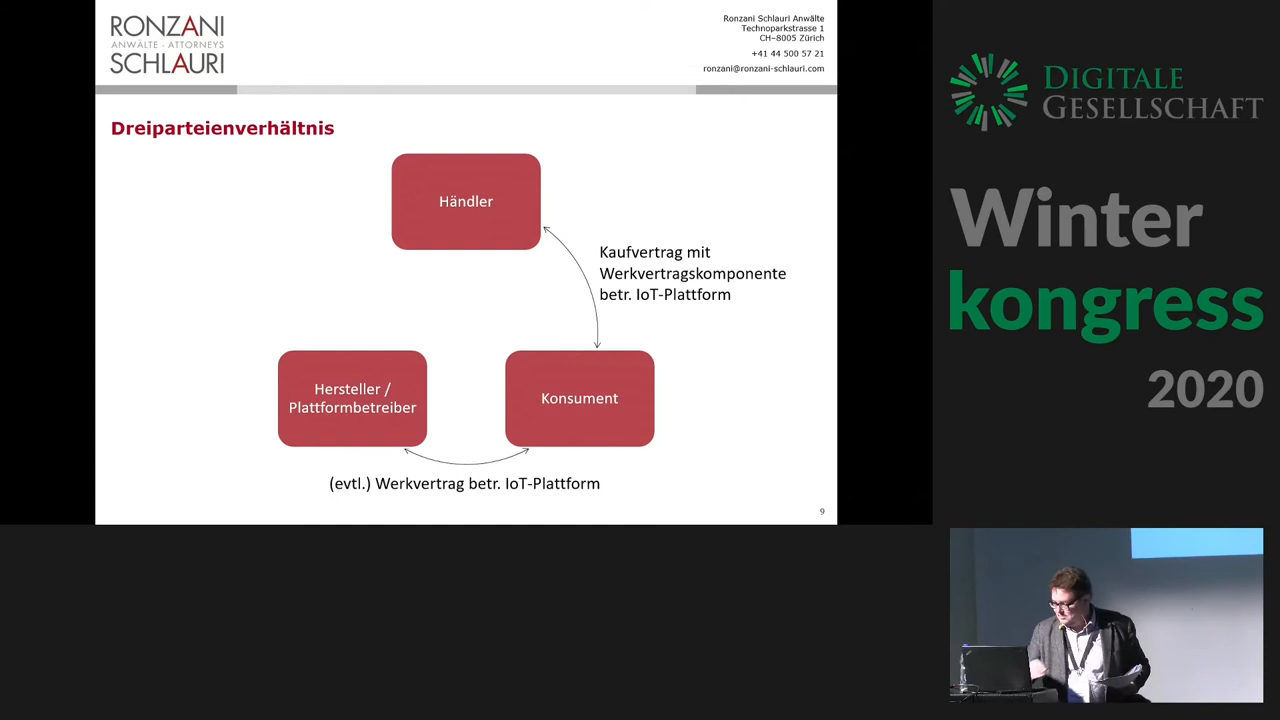 RONZANI
ANWÄLTE - ATTORNEYS
SCHLAURI
Ronzani Schlauri Anwälte
Technoparkstrasse 1
CH–8005 Zürich
+41 44 500 57 21
ronzani@ronzani-schlauri.com
Dreiparteienverhältnis
Händler
Kaufvertrag mit
Werkvertragskomponente
betr. IoT-Plattform
Hersteller /
Plattformbetreiber
Konsument
(evtl.) Werkvertrag betr. IoT-Plattform
9
DIGITALE
GESELLSCHAFT
Winter
kongress
2020